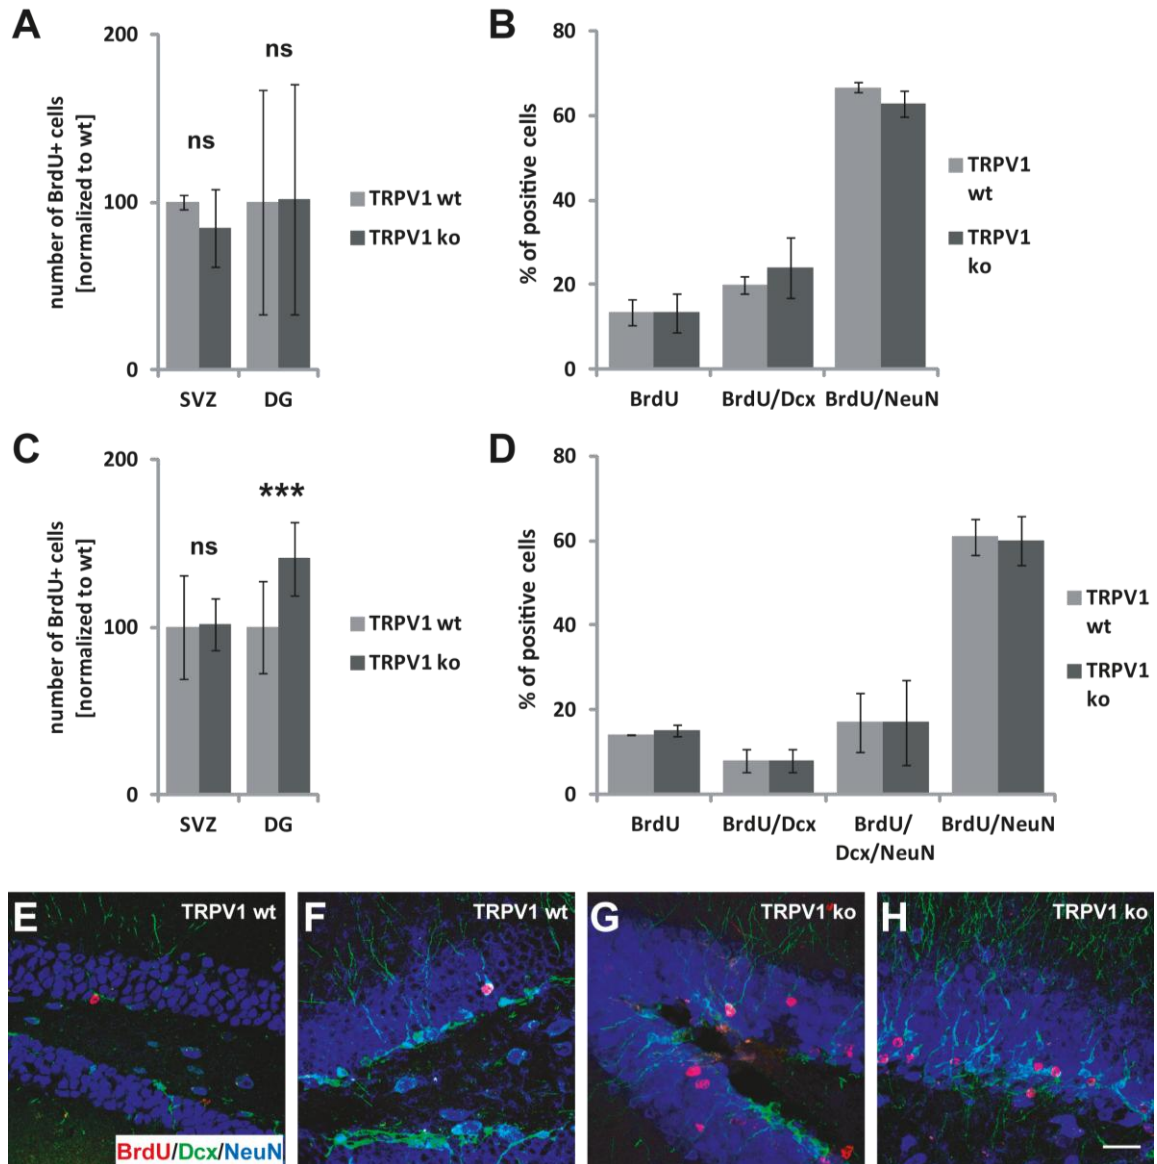 A
number of BrdU+ cells
[normalized to wt]
200
100
0
ns
ns
SVZ
DG
TRPV1 wt
TRPV1 ko
B
% of positive cells
80
60
40
20
0
BrdU
BrdU/Dcx
BrdU/NeuN
TRPV1
wt
TRPV1
ko
C
number of BrdU+ cells
[normalized to wt]
200
100
0
ns
***
SVZ
DG
TRPV1 wt
TRPV1 ko
D
% of positive cells
80
60
40
20
0
BrdU
BrdU/Dcx
BrdU/
Dcx/NeuN
BrdU/NeuN
TRPV1
wt
TRPV1
ko
E
TRPV1 wt
BrdU/Dcx/NeuN
F
TRPV1 wt
G
TRPV1 ko
H
TRPV1 ko